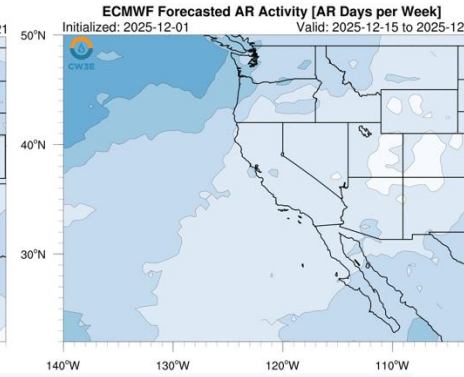 ECMWF Forecasted AR Activity [AR Days per Week]
Initialized: 2025-12-01 Valid: 2025-12-15 to 2025-12
21
50°N
CW3E
40°N
30°N
140°W 130°W 120°W 110°W